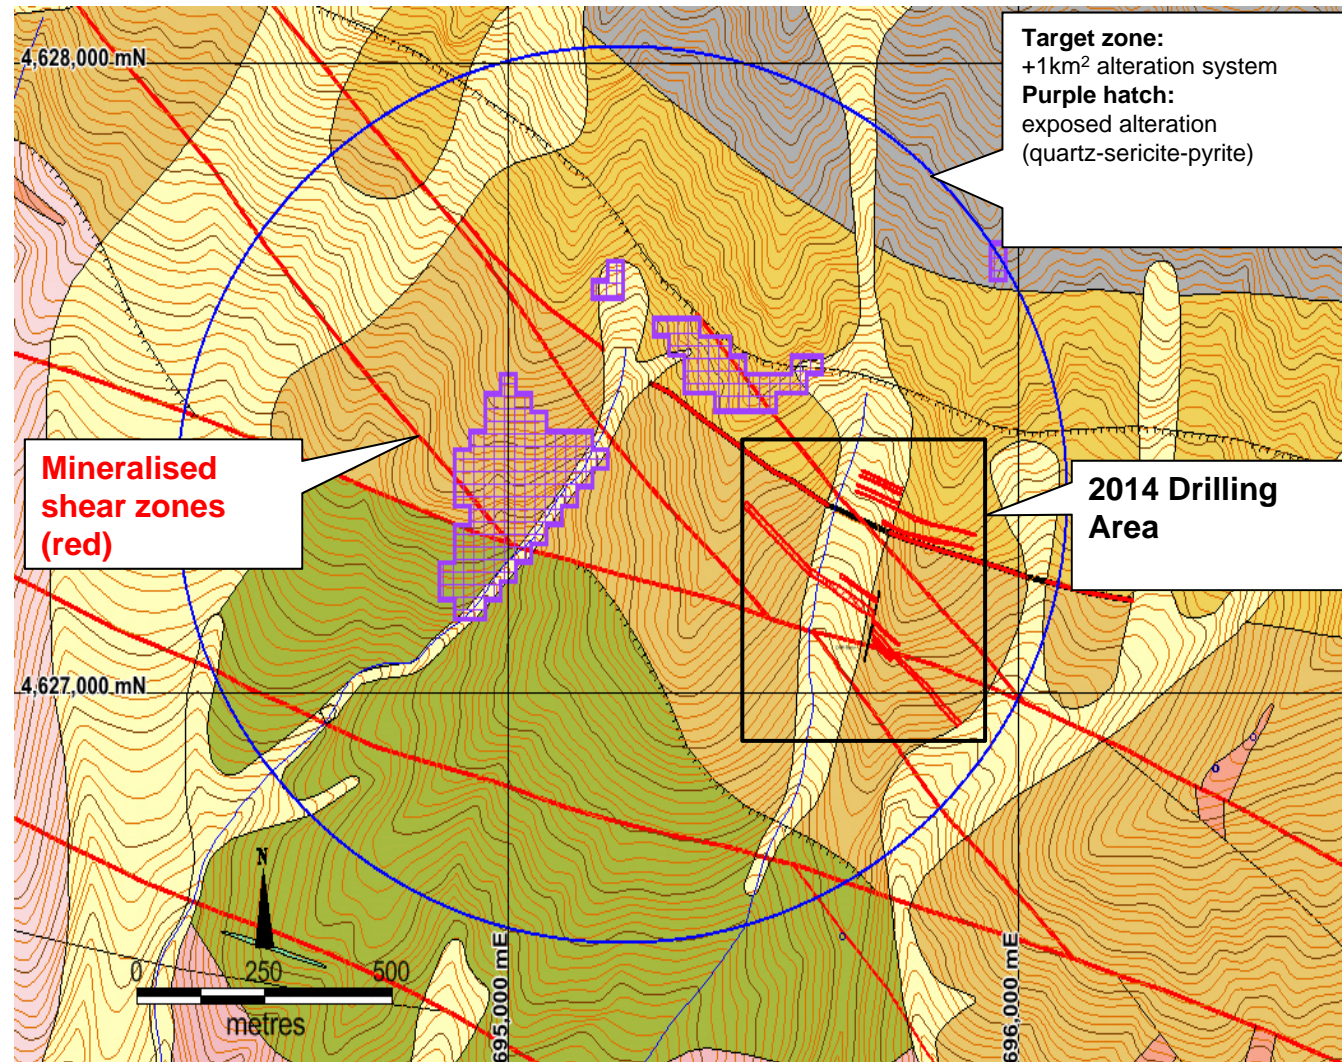 4,628,000 mN
Target zone:
+1km² alteration system
Purple hatch:
exposed alteration
(quartz-sericite-pyrite)
Mineralised
shear zones
(red)
2014 Drilling
Area
4,627,000 mN
N
0 250 500
metres
695,000 mE
696,000 mE